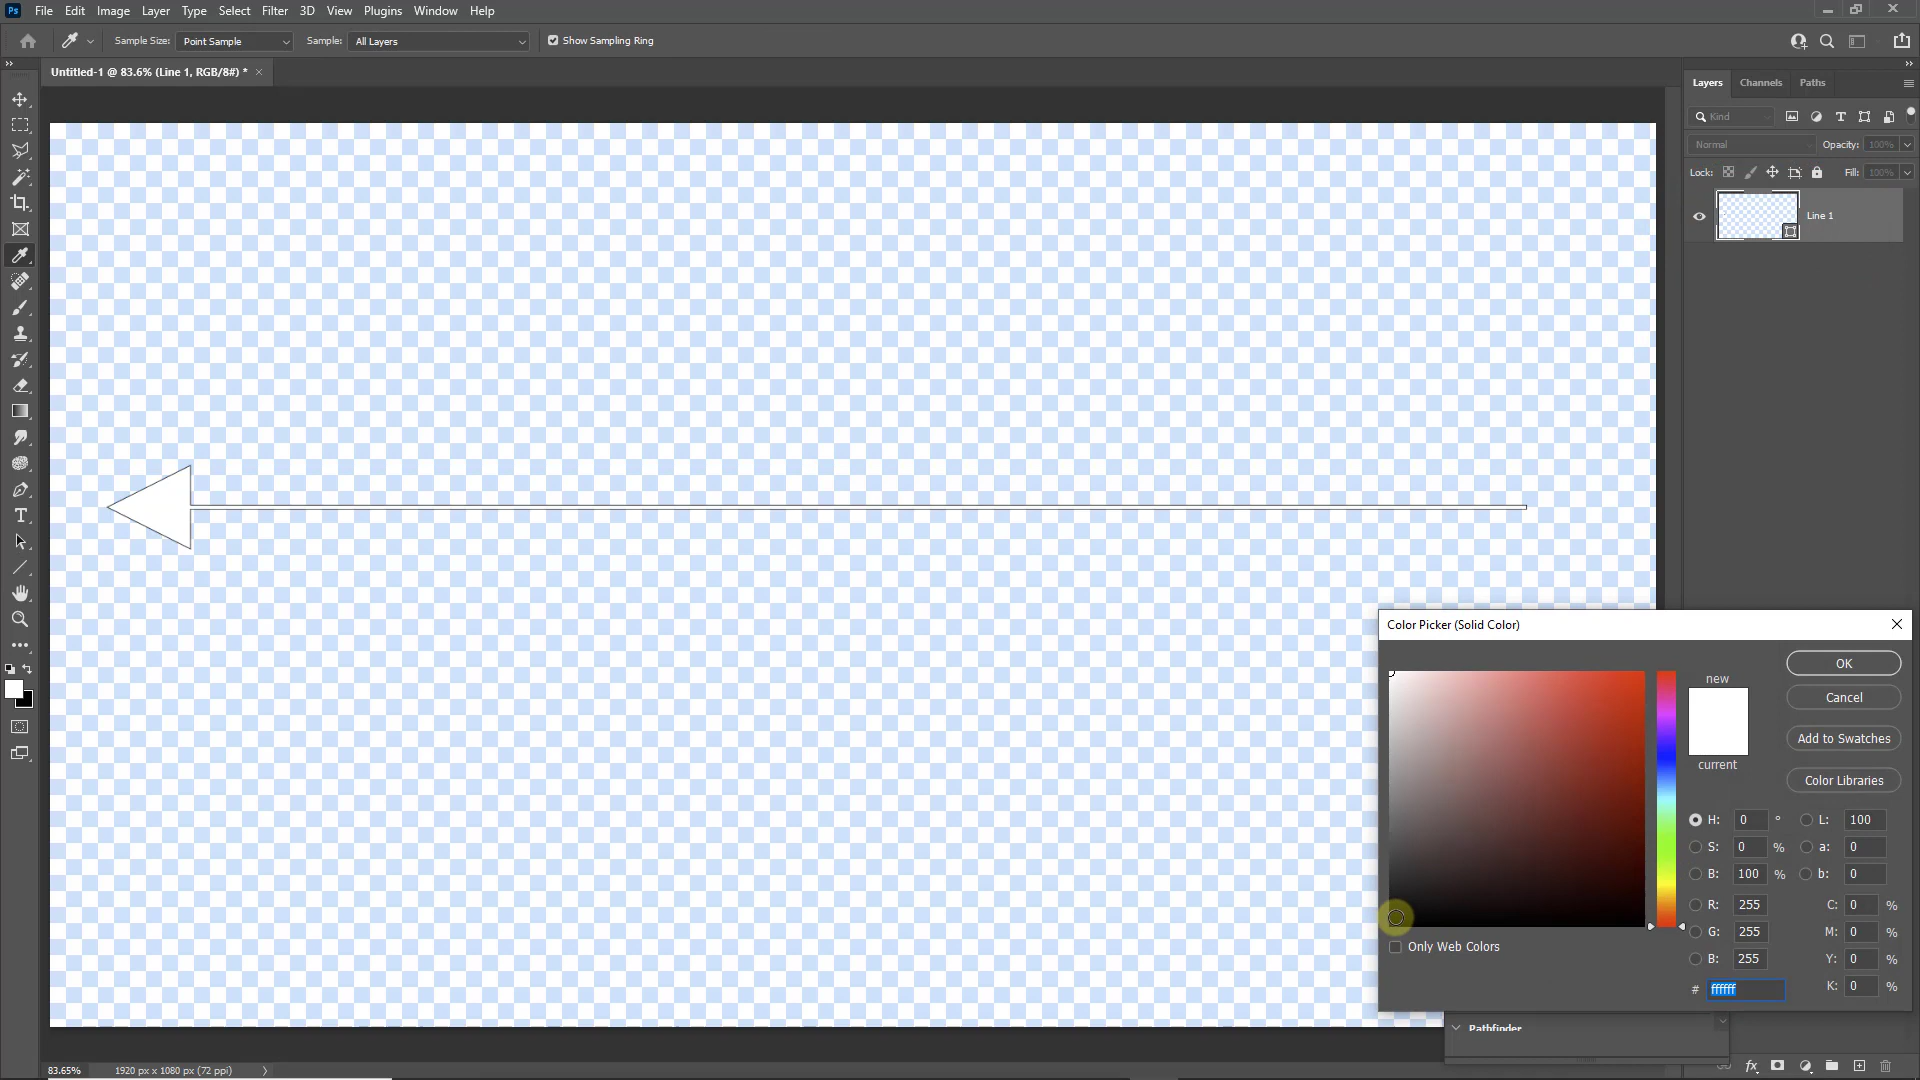 Ps File Edit Image Layer Type Select Filter 3D View Plugins Window Help
Sample Size: Point Sample Sample: All Layers Show Sampling Ring
Untitled-1 @ 83.6% (Line 1, RGB/8#) * ×
Layers Channels Paths
Kind
Normal Opacity: 100%
Lock: Fill: 100%
Line 1
Color Picker (Solid Color)
new
current
OK
Cancel
Add to Swatches
Color Libraries
H: 0 ° L: 100
S: 0 % a: 0
B: 100 % b: 0
R: 255 C: 0 %
G: 255 M: 0 %
B: 255 Y: 0 %
# ffffff K: 0 %
Only Web Colors
Pathfinder
83.65% 1920 px x 1080 px (72 ppi)
fx